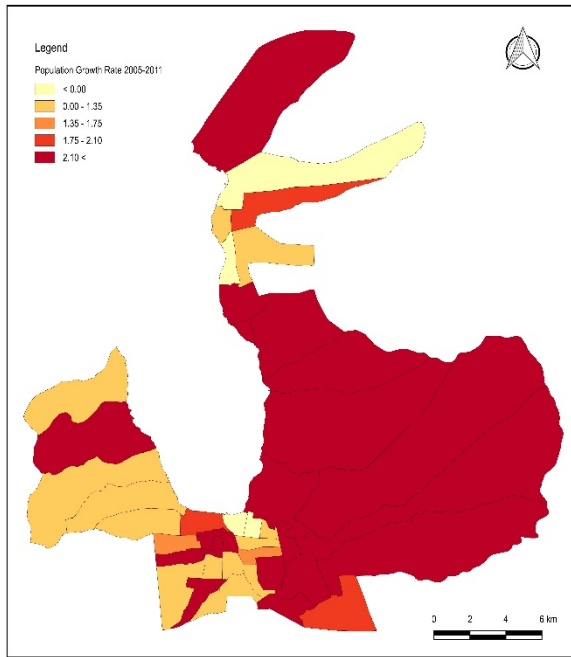 Legend
Population Growth Rate 2005-2011
< 0.00
0.00 - 1.35
1.35 - 1.75
1.75 - 2.10
2.10 <
0 2 4 6 km